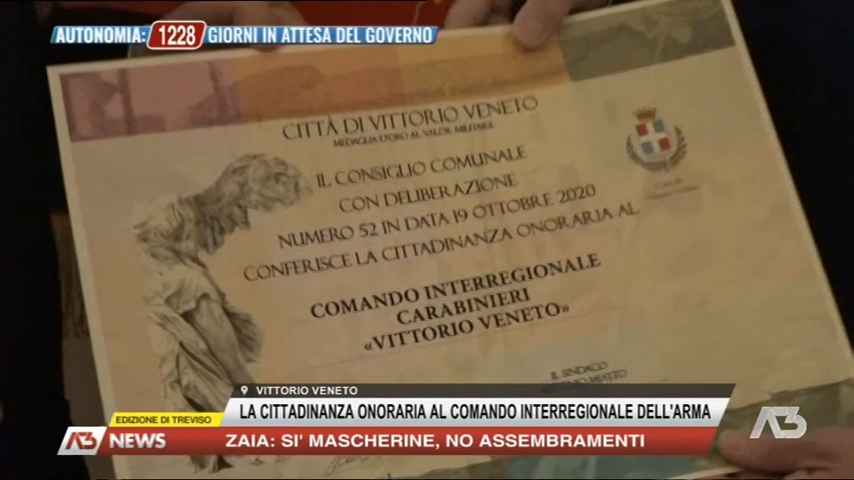 AUTONOMIA: 1228 GIORNI IN ATTESA DEL GOVERNO
CITTÀ DI VITTORIO VENETO
MEDAGLIA D'ORO AL VALOR MILITARE
IL CONSIGLIO COMUNALE
CON DELIBERAZIONE
NUMERO 52 IN DATA 19 OTTOBRE 2020
CONFERISCE LA CITTADINANZA ONORARIA AL
COMANDO INTERREGIONALE
CARABINIERI
«VITTORIO VENETO»
IL SINDACO
MIATTO
VITTORIO VENETO
LA CITTADINANZA ONORARIA AL COMANDO INTERREGIONALE DELL'ARMA
EDIZIONE DI TREVISO
A3 NEWS
ZAIA: SI' MASCHERINE, NO ASSEMBRAMENTI
A3